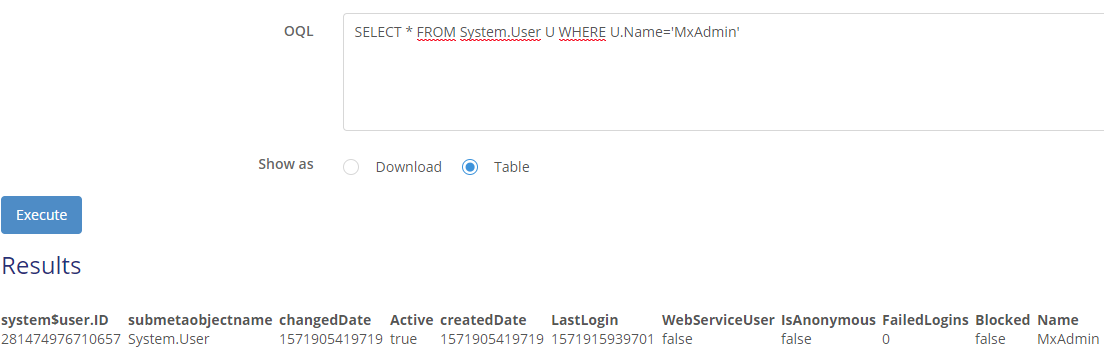 OQL
SELECT * FROM System.User U WHERE U.Name='MxAdmin'
Show as Download Table
Execute
Results
system$user.ID submetaobjectname changedDate Active createdDate LastLogin WebServiceUser IsAnonymous FailedLogins Blocked Name
281474976710657 System.User 1571905419719 true 1571905419719 1571915939701 false false 0 false MxAdmin